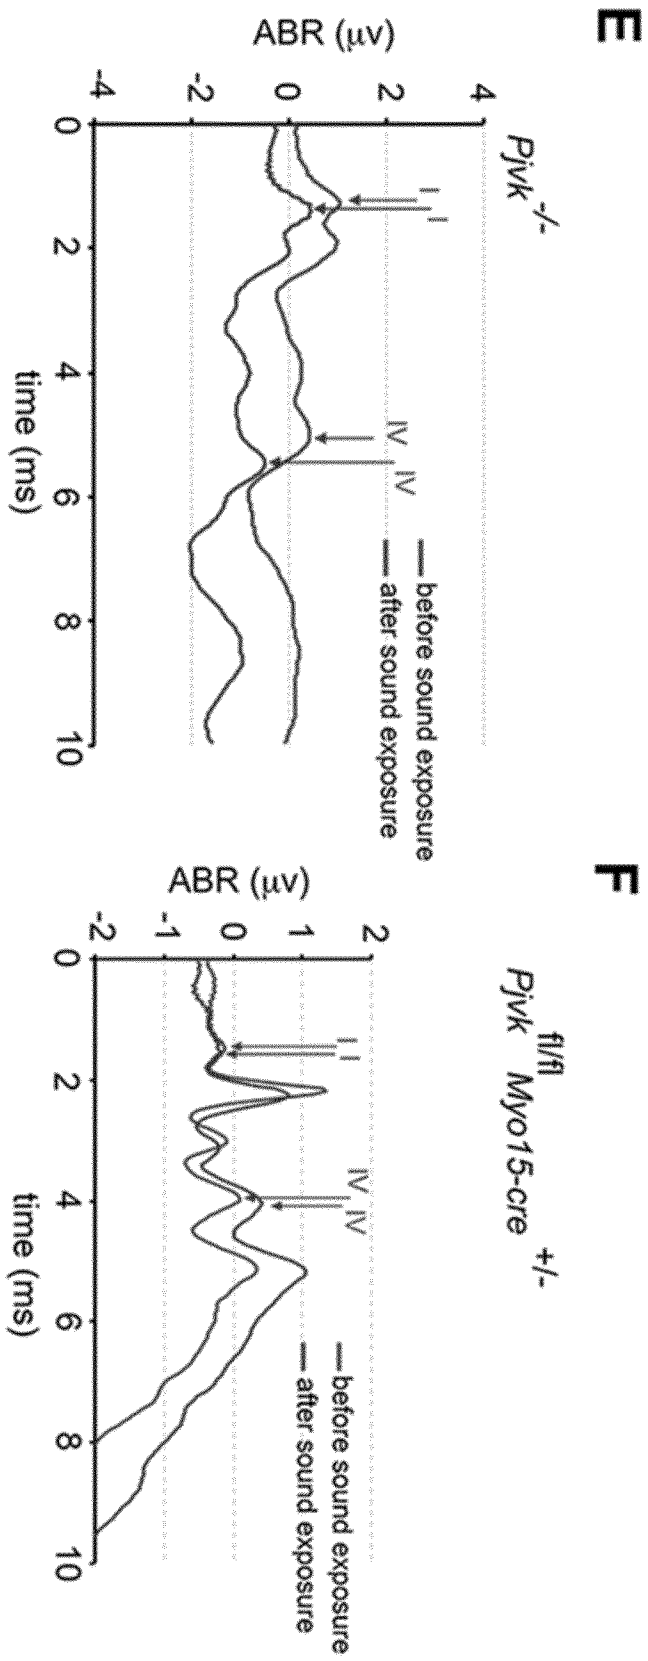 E
Pjvk -/-
ABR (µv)
4
2
0
-2
-4
I
I
IV
IV
before sound exposure
after sound exposure
0
2
4
6
8
10
time (ms)
F
Pjvk fl/fl Myo15-cre +/-
ABR (µv)
2
1
0
-1
-2
I
I
IV
IV
before sound exposure
after sound exposure
0
2
4
6
8
10
time (ms)